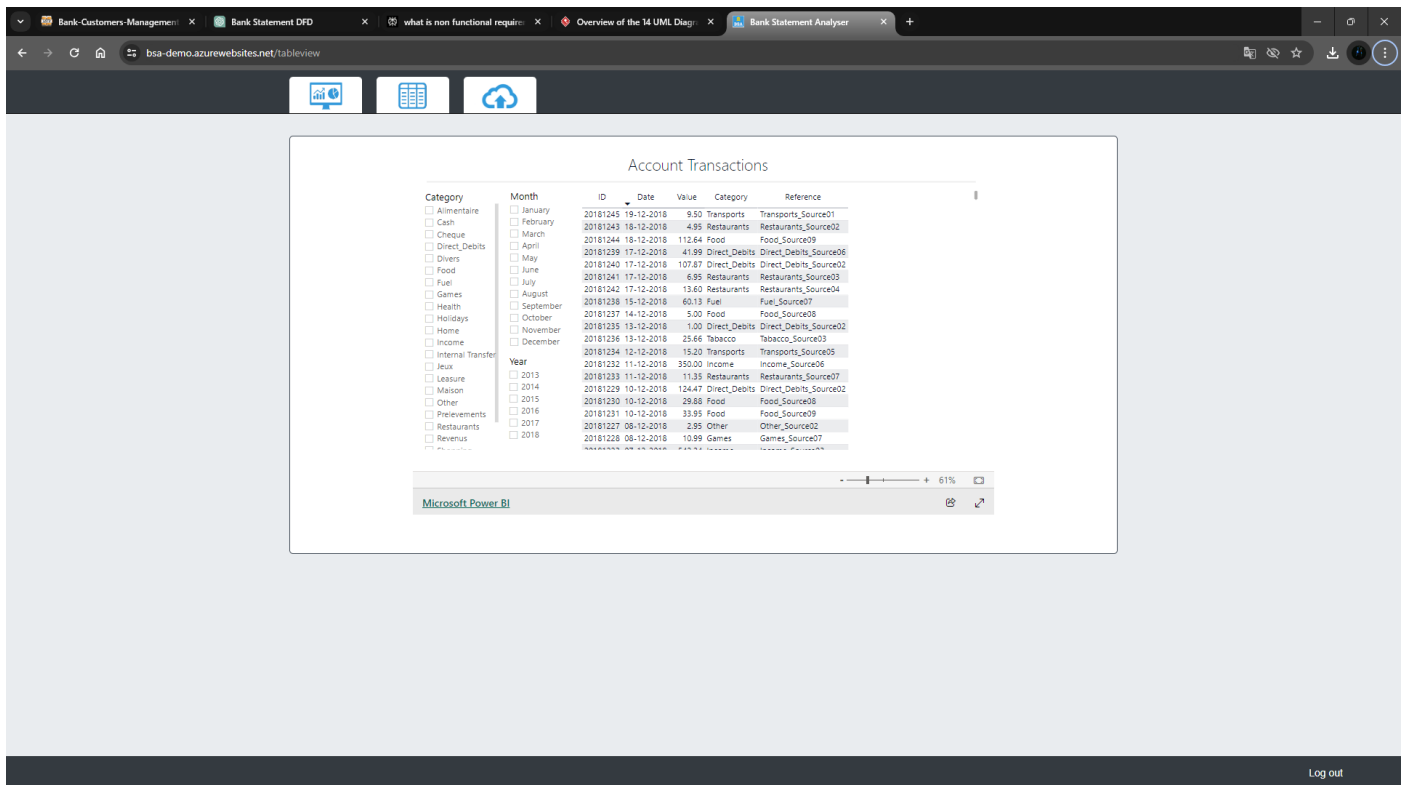 Bank-Customers-Management
Bank Statement DFD
what is non functional require
Overview of the 14 UML Diagr
Bank Statement Analyser
bsa-demo.azurewebsites.net/tableview
Account Transactions
Category
Alimentaire
Cash
Cheque
Direct_Debits
Divers
Food
Fuel
Games
Health
Holidays
Home
Income
Internal Transfer
Jeux
Leasure
Maison
Other
Prelevements
Restaurants
Revenus
Month
January
February
March
April
May
June
July
August
September
October
November
December
Year
2013
2014
2015
2016
2017
2018
ID Date Value Category Reference
20181245 19-12-2018 9.50 Transports Transports_Source01
20181243 18-12-2018 4.95 Restaurants Restaurants_Source02
20181244 18-12-2018 112.64 Food Food_Source09
20181239 17-12-2018 41.99 Direct_Debits Direct_Debits_Source06
20181240 17-12-2018 107.87 Direct_Debits Direct_Debits_Source02
20181241 17-12-2018 6.95 Restaurants Restaurants_Source03
20181242 17-12-2018 13.60 Restaurants Restaurants_Source04
20181238 15-12-2018 60.13 Fuel Fuel_Source07
20181237 14-12-2018 5.00 Food Food_Source08
20181235 13-12-2018 1.00 Direct_Debits Direct_Debits_Source02
20181236 13-12-2018 25.66 Tabacco Tabacco_Source03
20181234 12-12-2018 15.20 Transports Transports_Source05
20181232 11-12-2018 350.00 Income Income_Source06
20181233 11-12-2018 11.35 Restaurants Restaurants_Source07
20181229 10-12-2018 124.47 Direct_Debits Direct_Debits_Source02
20181230 10-12-2018 29.88 Food Food_Source08
20181231 10-12-2018 33.95 Food Food_Source09
20181227 08-12-2018 2.95 Other Other_Source02
20181228 08-12-2018 10.99 Games Games_Source07
- + 61%
Microsoft Power BI
Log out